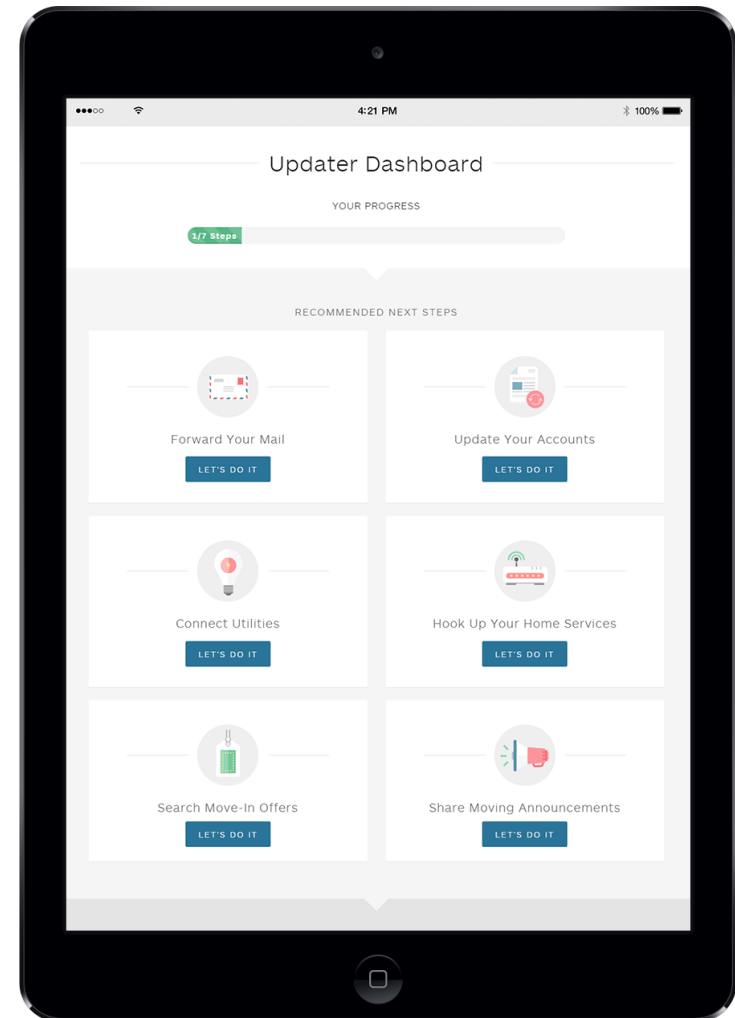 4:21 PM
100%
Updater Dashboard
YOUR PROGRESS
1/7 Steps
RECOMMENDED NEXT STEPS
Forward Your Mail
LET'S DO IT
Update Your Accounts
LET'S DO IT
Connect Utilities
LET'S DO IT
Hook Up Your Home Services
LET'S DO IT
Search Move-In Offers
LET'S DO IT
Share Moving Announcements
LET'S DO IT